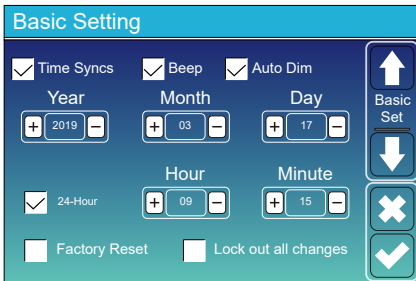 Basic Setting
Time Syncs Beep Auto Dim
Year Month Day
+ 2019 − + 03 − + 17 −
Basic
Set
Hour Minute
24-Hour + 09 − + 15 −
Factory Reset Lock out all changes